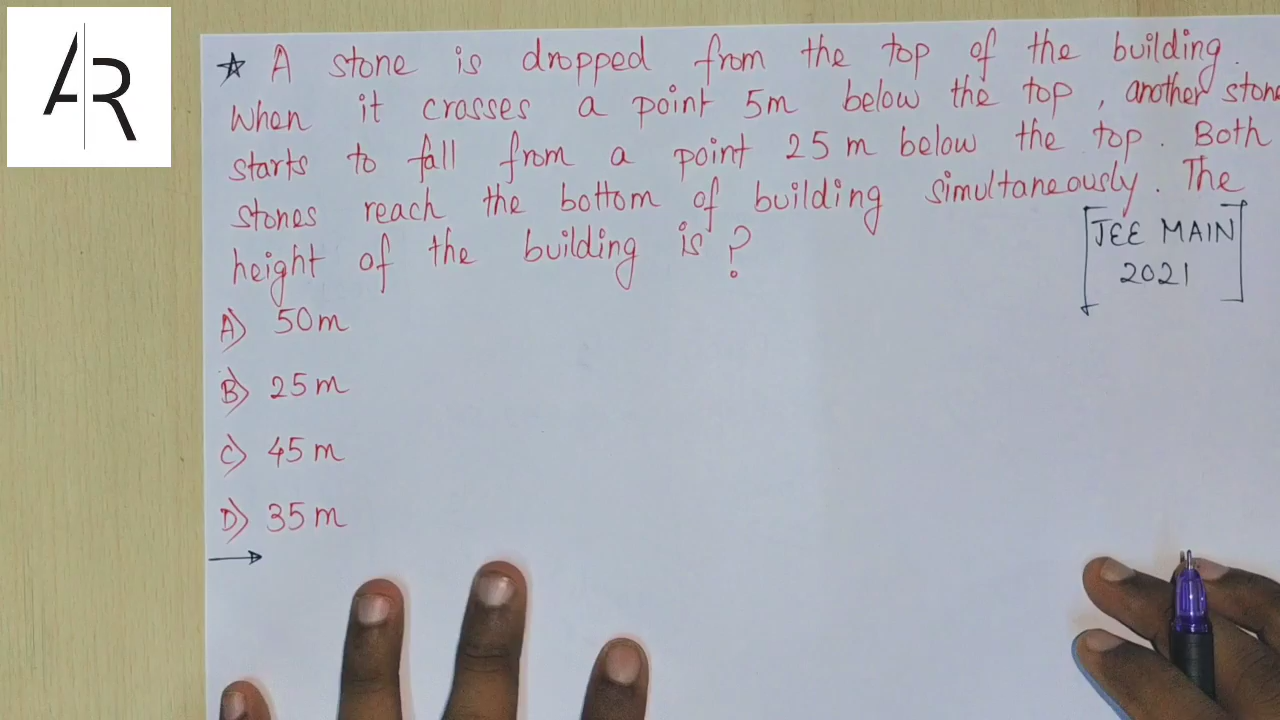 AR
☆ A stone is dropped from the top of the building.
When it crosses a point 5m below the top, another stone
starts to fall from a point 25 m below the top. Both
stones reach the bottom of building simultaneously. The
height of the building is ?
[JEE MAIN
2021]
A) 50m
B) 25m
C) 45m
D) 35m
→